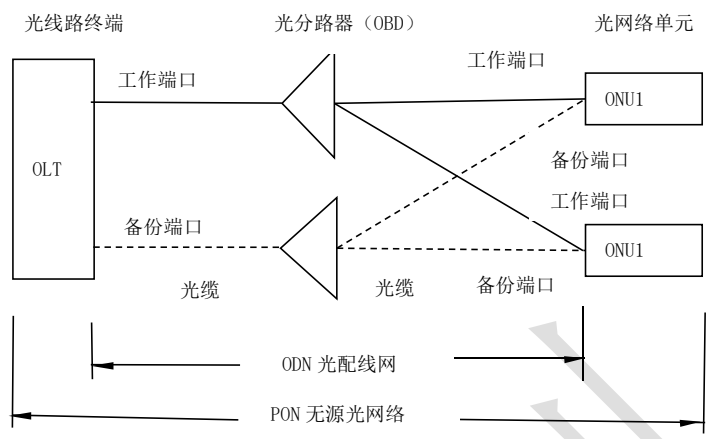 光线路终端
光分路器（OBD）
光网络单元
工作端口
工作端口
ONU1
OLT
备份端口
工作端口
备份端口
ONU1
光缆
光缆
备份端口
ODN 光配线网
PON 无源光网络